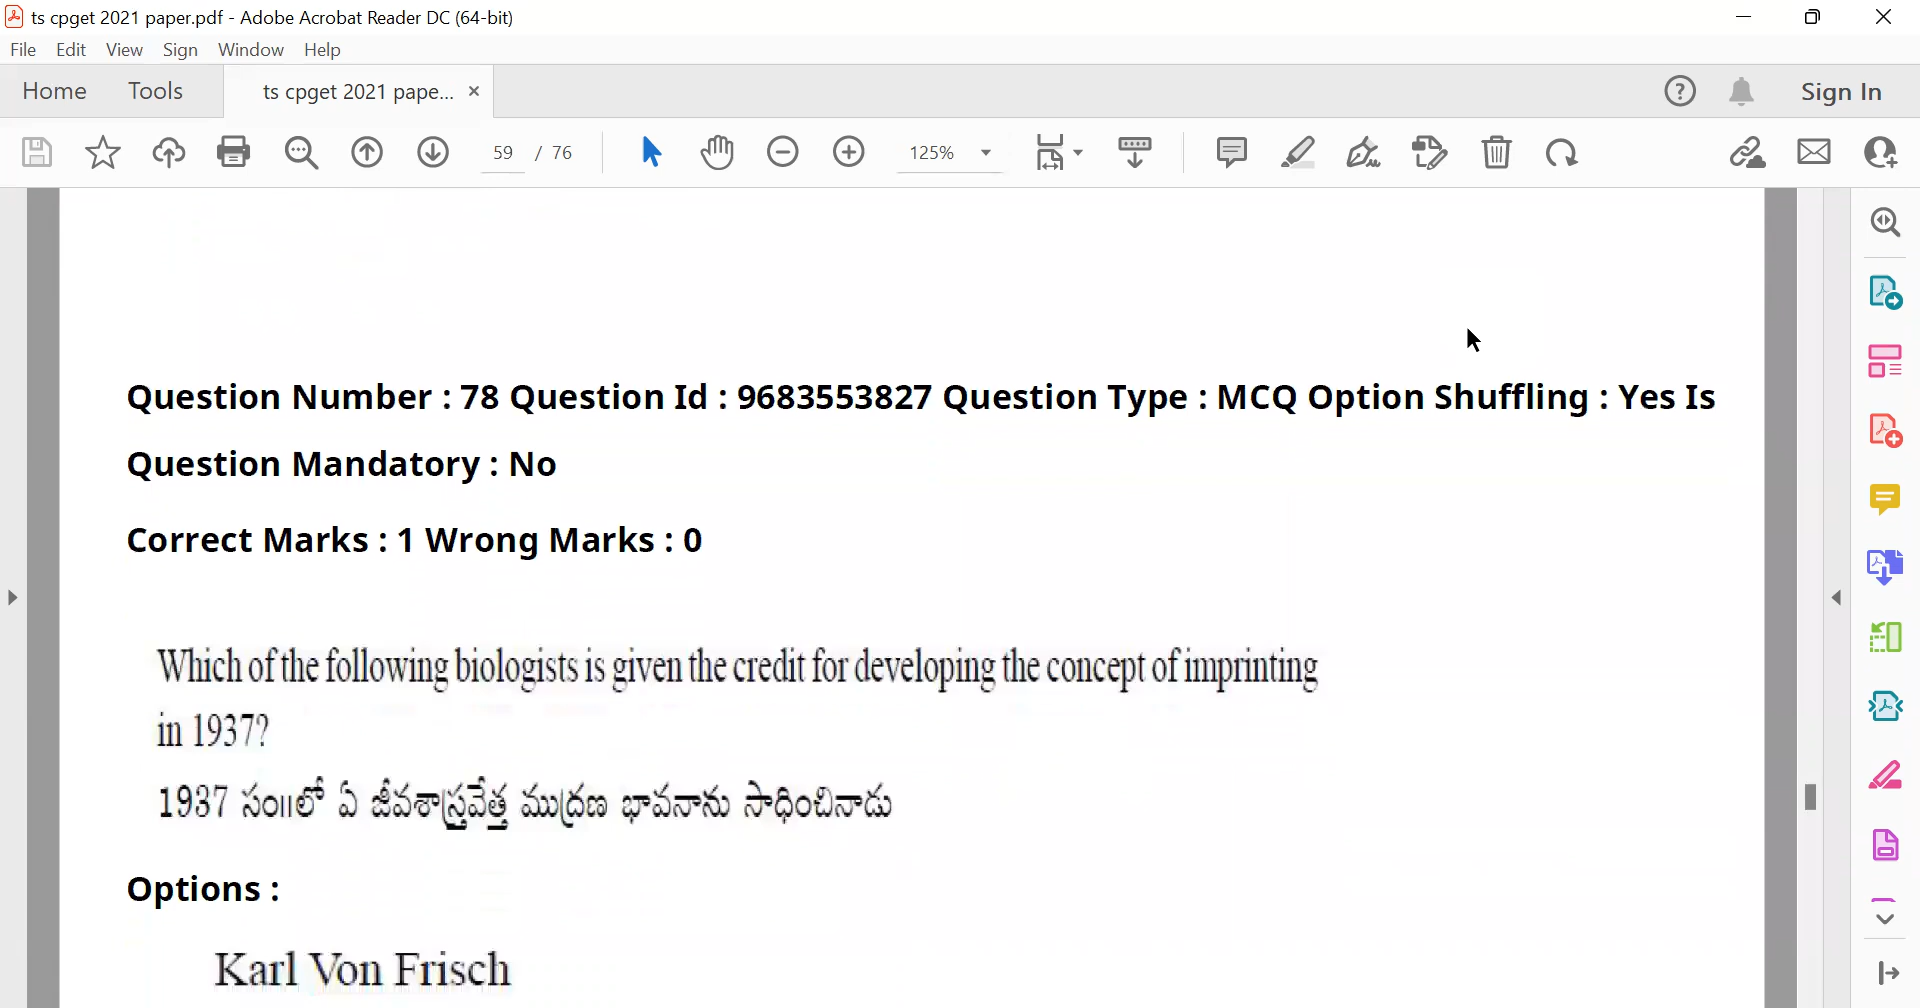 ts cpget 2021 paper.pdf - Adobe Acrobat Reader DC (64-bit)
File Edit View Sign Window Help
Home Tools ts cpget 2021 pape... × Sign In
59 / 76 125%
Question Number : 78 Question Id : 9683553827 Question Type : MCQ Option Shuffling : Yes Is
Question Mandatory : No
Correct Marks : 1 Wrong Marks : 0
Which of the following biologists is given the credit for developing the concept of imprinting
in 1937?
1937 సం॥లో ఏ జీవశాస్త్రవేత్త ముద్రణ భావనాను సాధించినాడు
Options :
Karl Von Frisch